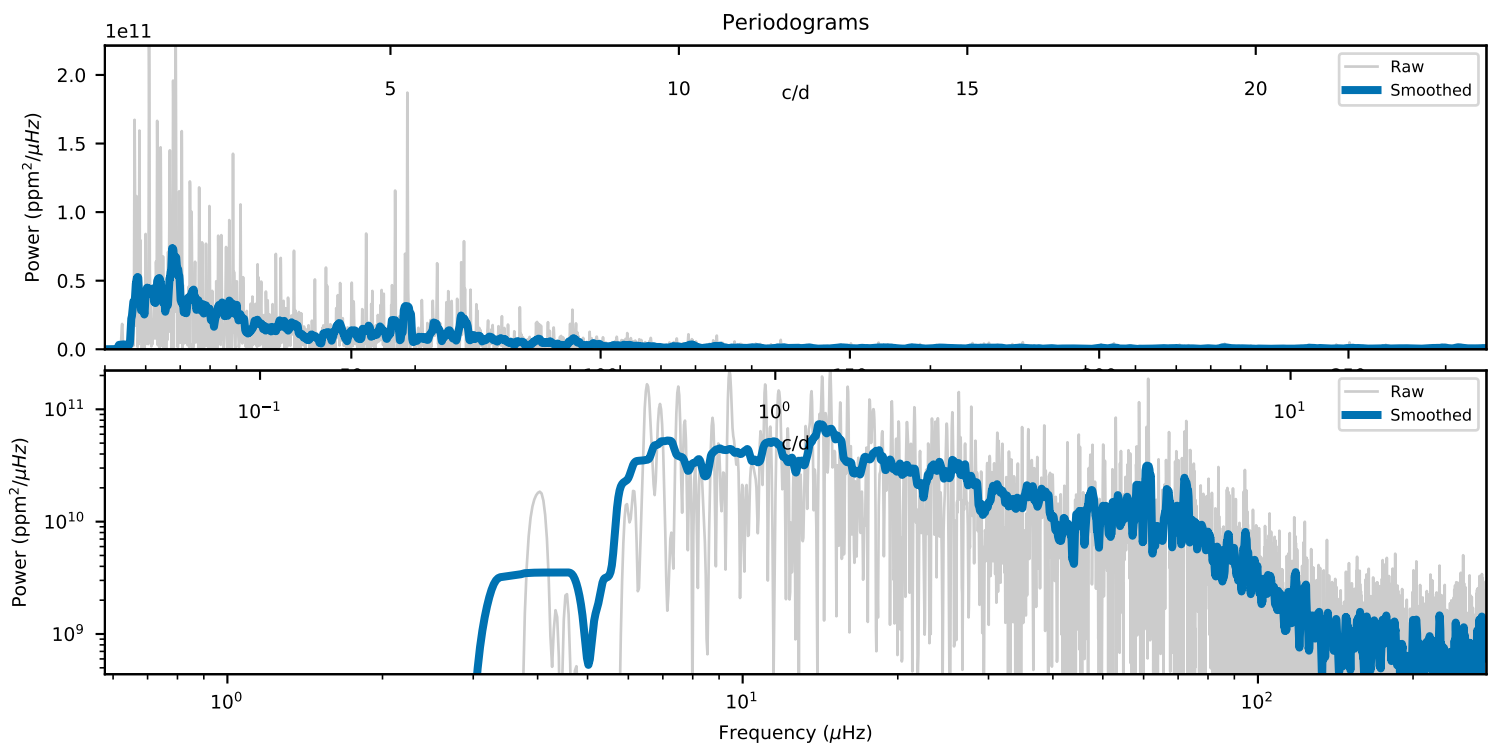 Periodograms
1e11
Power (ppm²/μHz)
2.0
1.5
1.0
0.5
0.0
5
10
15
20
c/d
Raw
Smoothed
Power (ppm²/μHz)
10¹¹
10¹⁰
10⁹
10⁻¹
10⁰
10¹
c/d
Raw
Smoothed
10⁰
10¹
10²
Frequency (μHz)